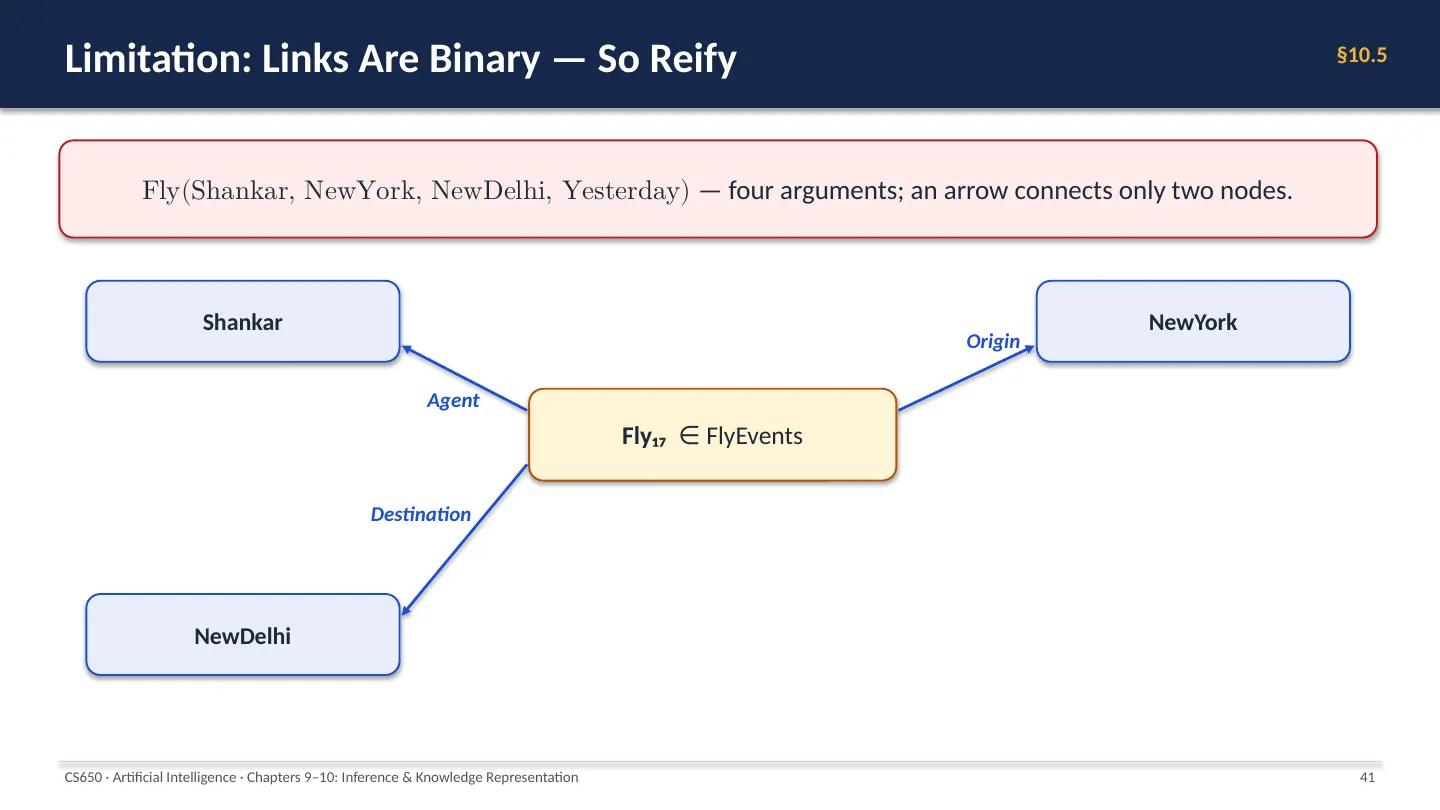 Limitation: Links Are Binary — So Reify
§10.5
Fly(Shankar, NewYork, NewDelhi, Yesterday) — four arguments; an arrow connects only two nodes.
Shankar
NewYork
Origin
Agent
Fly₁₇ ∈ FlyEvents
Destination
NewDelhi
CS650 · Artificial Intelligence · Chapters 9–10: Inference & Knowledge Representation
41